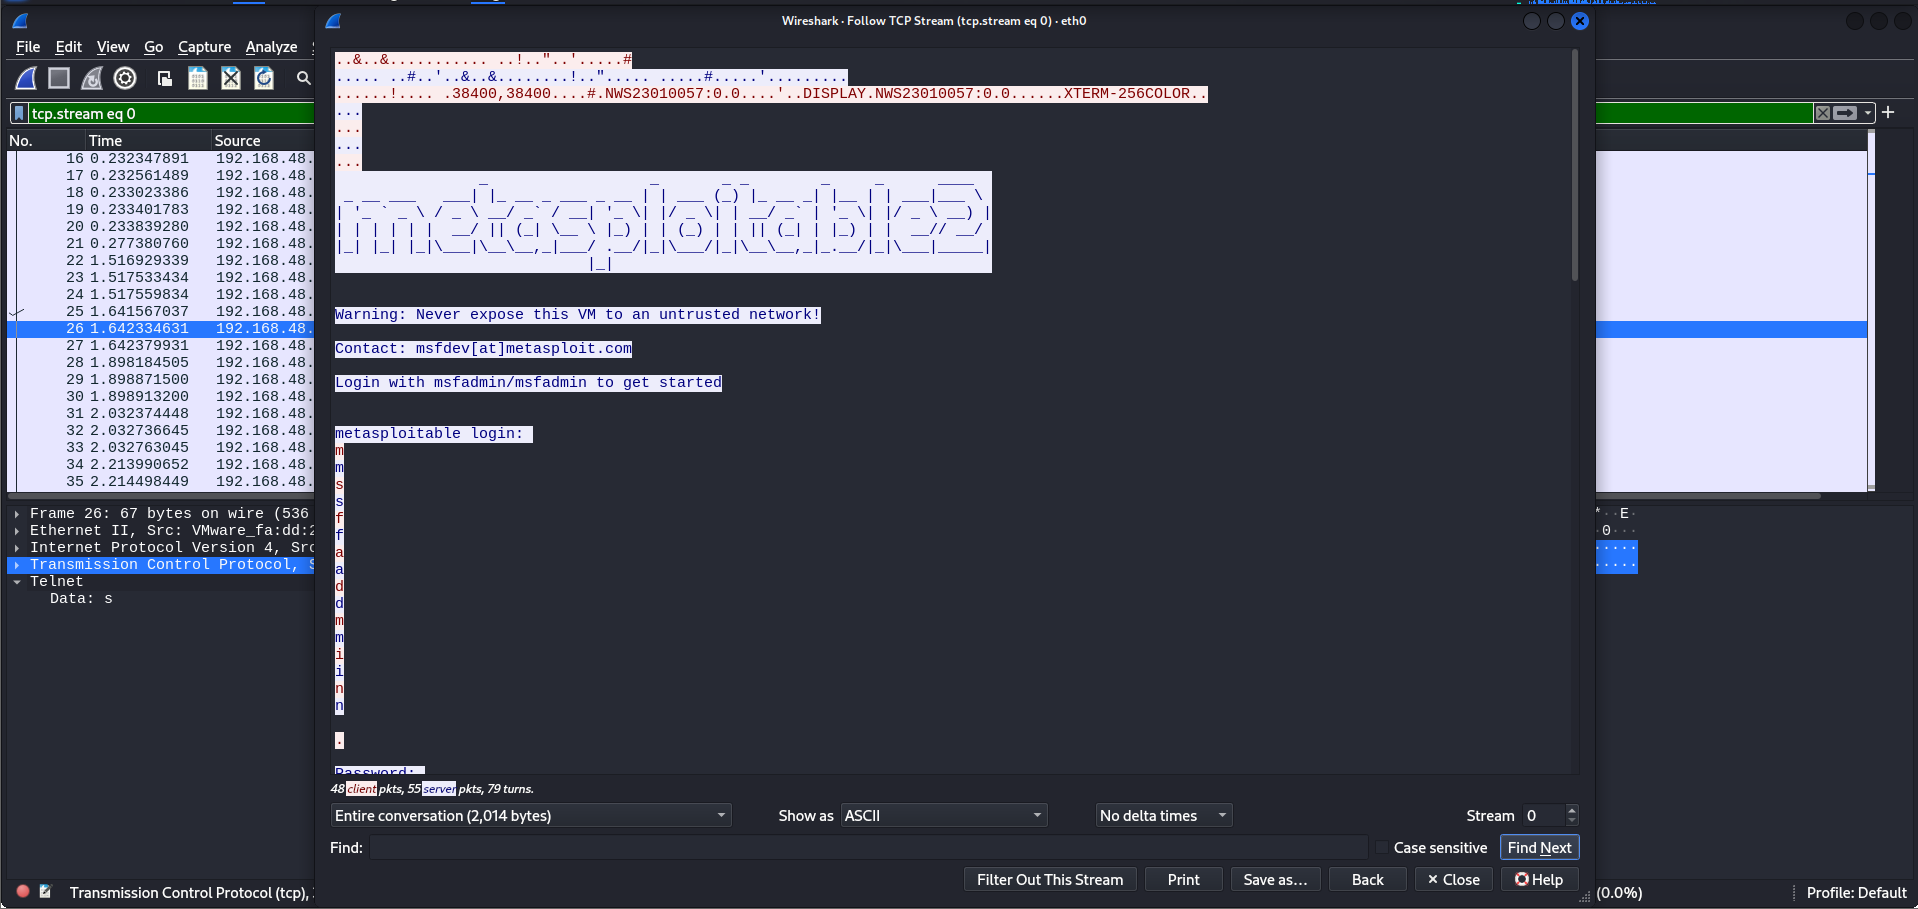 Wireshark · Follow TCP Stream (tcp.stream eq 0) · eth0
File Edit View Go Capture Analyze
tcp.stream eq 0
No. Time Source
16 0.232347891 192.168.48.
17 0.232561489 192.168.48.
18 0.233023386 192.168.48.
19 0.233401783 192.168.48.
20 0.233839280 192.168.48.
21 0.277380760 192.168.48.
22 1.516929339 192.168.48.
23 1.517533434 192.168.48.
24 1.517559834 192.168.48.
25 1.641567037 192.168.48.
26 1.642334631 192.168.48.
27 1.642379931 192.168.48.
28 1.898184505 192.168.48.
29 1.898871500 192.168.48.
30 1.898913200 192.168.48.
31 2.032374448 192.168.48.
32 2.032736645 192.168.48.
33 2.032763045 192.168.48.
34 2.213990652 192.168.48.
35 2.214498449 192.168.48.
Frame 26: 67 bytes on wire (536
Ethernet II, Src: VMware_fa:dd:2
Internet Protocol Version 4, Src
Transmission Control Protocol, S
Telnet
Data: s
..&..&........... ..!.."..'.....#
..... ..#..'..&..&........!.."..... .....#.....'.........
......!.... .38400,38400....#.NWS23010057:0.0....'..DISPLAY.NWS23010057:0.0......XTERM-256COLOR..
...
...
...
...
metasploitable2
Warning: Never expose this VM to an untrusted network!
Contact: msfdev[at]metasploit.com
Login with msfadmin/msfadmin to get started
metasploitable login:
m
m
s
s
f
f
a
a
d
d
m
m
i
i
n
n
.
Password:
48 client pkts, 55 server pkts, 79 turns.
Entire conversation (2,014 bytes)
Show as ASCII
No delta times
Stream 0
Find:
Case sensitive
Find Next
Filter Out This Stream
Print
Save as…
Back
× Close
Help
* ··E·
·0···
·····
·····
Transmission Control Protocol (tcp),
(0.0%)
Profile: Default